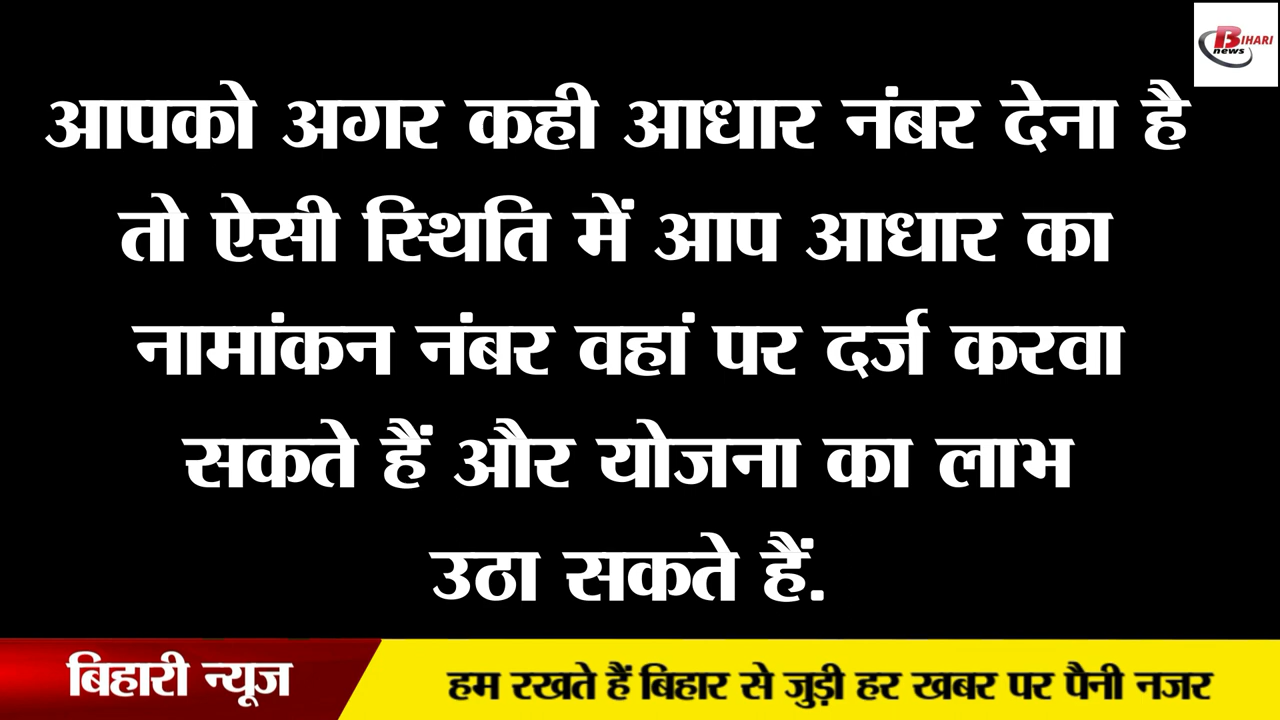 BIHARI
news
आपको अगर कही आधार नंबर देना है
तो ऐसी स्थिति में आप आधार का
नामांकन नंबर वहां पर दर्ज करवा
सकते हैं और योजना का लाभ
उठा सकते हैं.
बिहारी न्यूज
हम रखते हैं बिहार से जुड़ी हर खबर पर पैनी नजर